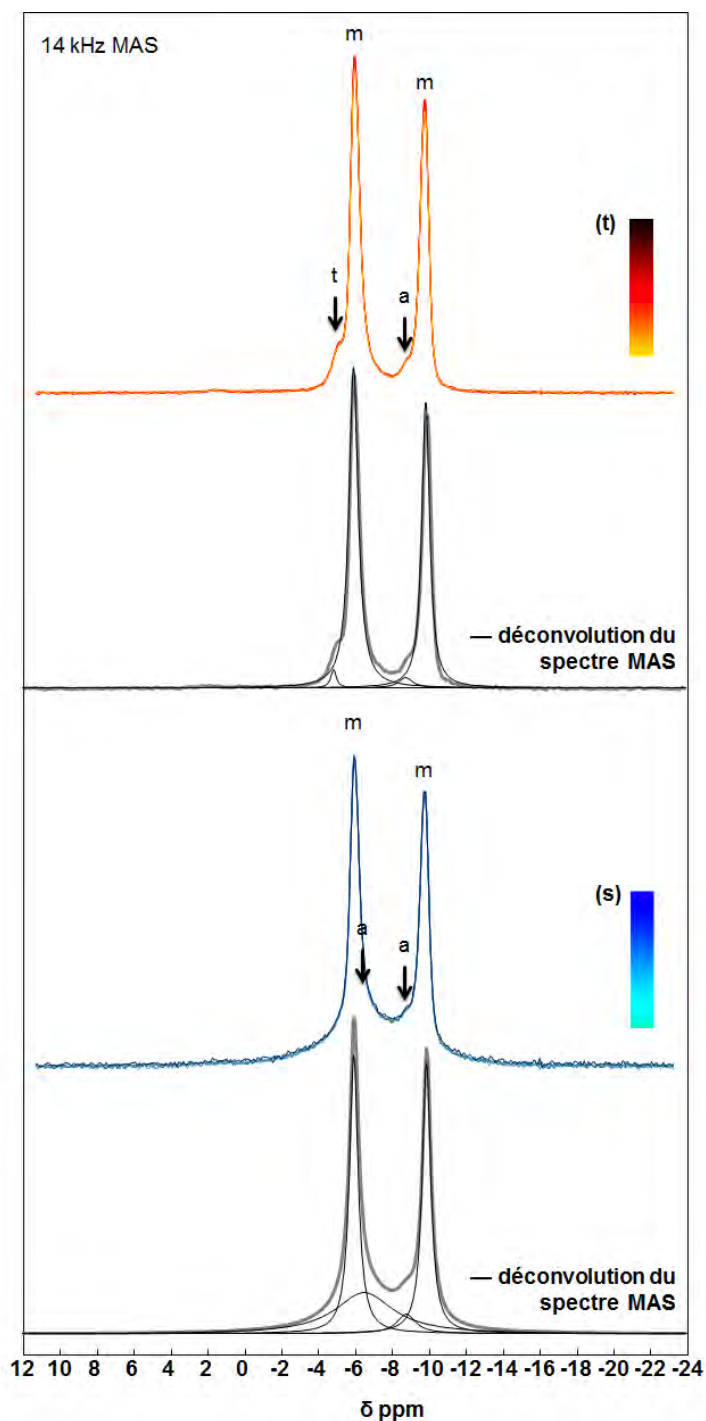 14 kHz MAS
m
m
(t)
t
a
— déconvolution du
spectre MAS
m
m
(s)
a
a
— déconvolution du
spectre MAS
12 10 8 6 4 2 0 -2 -4 -6 -8 -10 -12 -14 -16 -18 -20 -22 -24
δ ppm